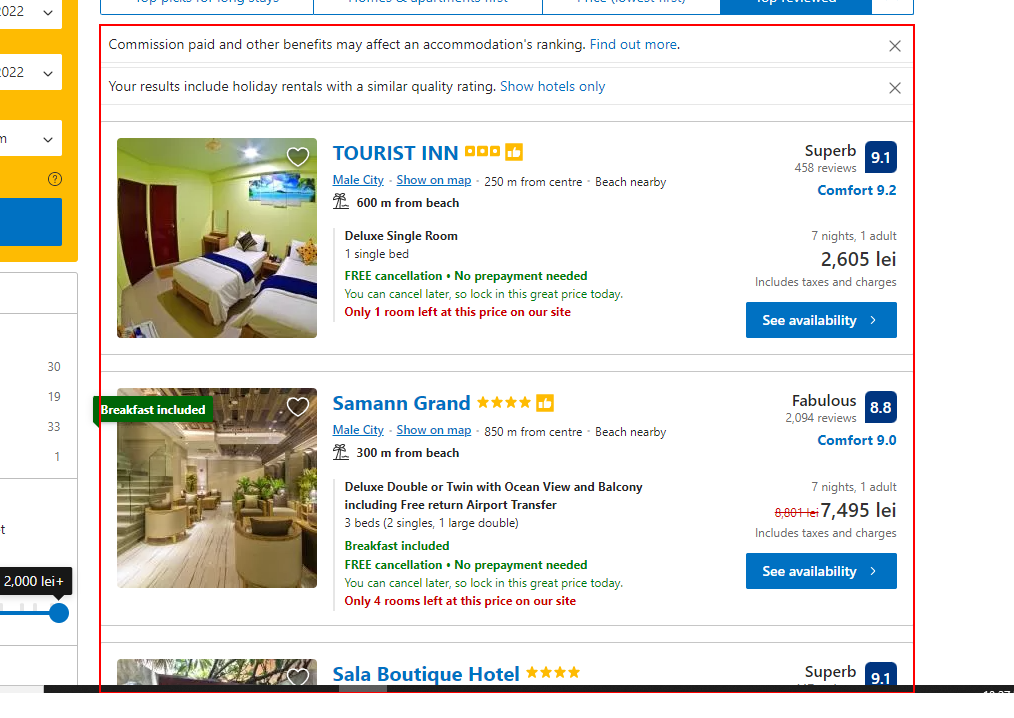 Top picks for long stays
Homes & apartments first
Price (lowest first)
Top reviewed
2022
Commission paid and other benefits may affect an accommodation's ranking. Find out more.
2022
Your results include holiday rentals with a similar quality rating. Show hotels only
TOURIST INN
Superb
9.1
458 reviews
Male City · Show on map · 250 m from centre · Beach nearby
Comfort 9.2
600 m from beach
Deluxe Single Room
7 nights, 1 adult
1 single bed
2,605 lei
FREE cancellation • No prepayment needed
Includes taxes and charges
You can cancel later, so lock in this great price today.
Only 1 room left at this price on our site
See availability
30
19
33
1
Breakfast included
Samann Grand
Fabulous
8.8
2,094 reviews
Male City · Show on map · 850 m from centre · Beach nearby
Comfort 9.0
300 m from beach
Deluxe Double or Twin with Ocean View and Balcony
including Free return Airport Transfer
7 nights, 1 adult
3 beds (2 singles, 1 large double)
8,801 lei 7,495 lei
Includes taxes and charges
Breakfast included
FREE cancellation • No prepayment needed
You can cancel later, so lock in this great price today.
Only 4 rooms left at this price on our site
See availability
2,000 lei+
Sala Boutique Hotel
Superb
9.1